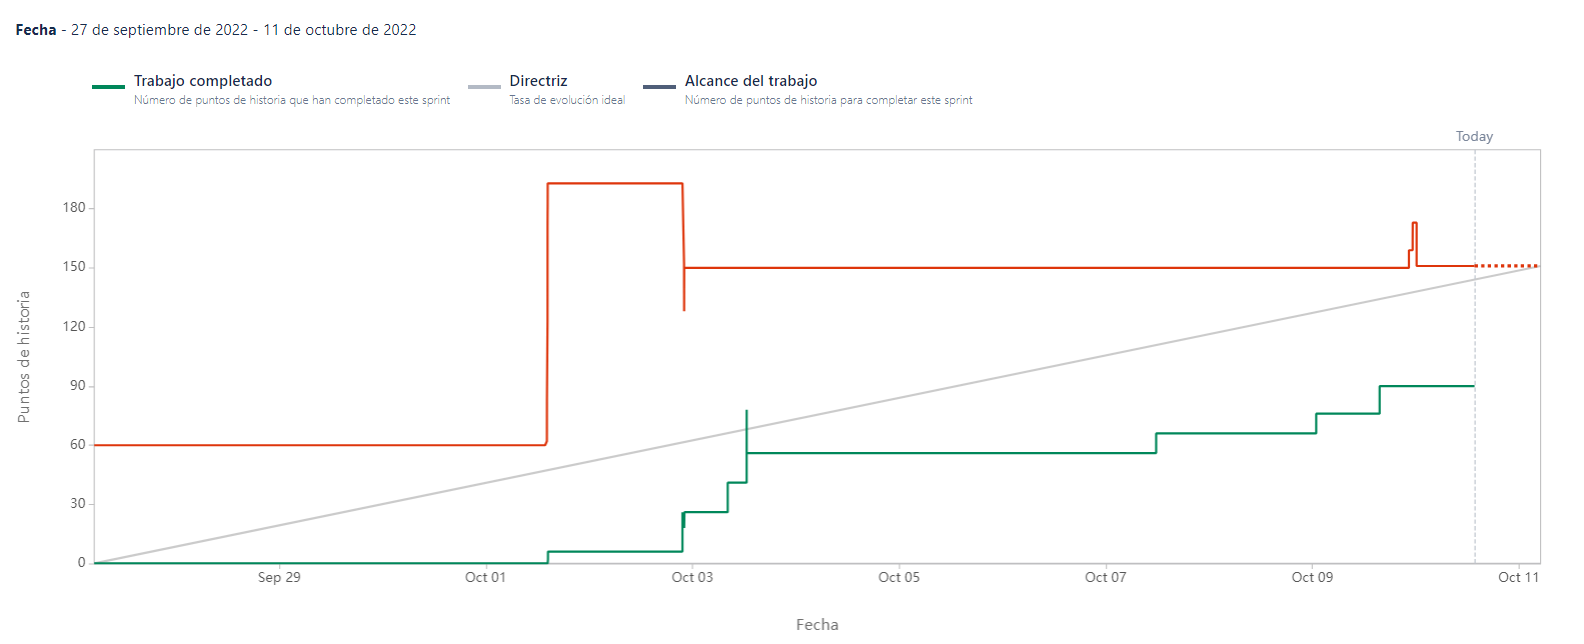 Fecha - 27 de septiembre de 2022 - 11 de octubre de 2022
Trabajo completado
Número de puntos de historia que han completado este sprint
Directriz
Tasa de evolución ideal
Alcance del trabajo
Número de puntos de historia para completar este sprint
Today
180
150
120
90
60
30
0
Puntos de historia
Sep 29
Oct 01
Oct 03
Oct 05
Oct 07
Oct 09
Oct 11
Fecha